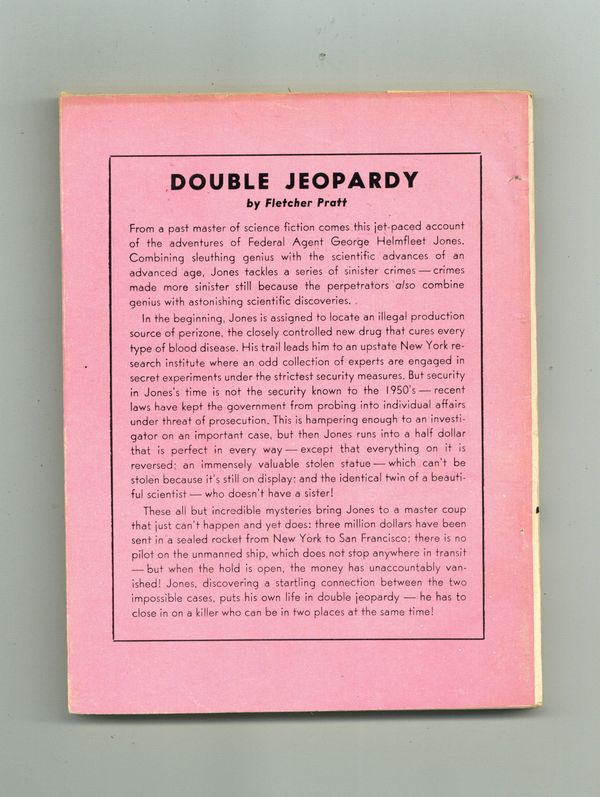 DOUBLE JEOPARDY
by Fletcher Pratt
From a past master of science fiction comes this jet-paced account
of the adventures of Federal Agent George Helmfleet Jones.
Combining sleuthing genius with the scientific advances of an
advanced age, Jones tackles a series of sinister crimes — crimes
made more sinister still because the perpetrators also combine
genius with astonishing scientific discoveries.
In the beginning, Jones is assigned to locate an illegal production
source of perizone, the closely controlled new drug that cures every
type of blood disease. His trail leads him to an upstate New York re-
search institute where an odd collection of experts are engaged in
secret experiments under the strictest security measures. But security
in Jones's time is not the security known to the 1950's — recent
laws have kept the government from probing into individual affairs
under threat of prosecution. This is hampering enough to an investi-
gator on an important case, but then Jones runs into a half dollar
that is perfect in every way — except that everything on it is
reversed; an immensely valuable stolen statue — which can't be
stolen because it's still on display; and the identical twin of a beauti-
ful scientist — who doesn't have a sister!
These all but incredible mysteries bring Jones to a master coup
that just can't happen and yet does: three million dollars have been
sent in a sealed rocket from New York to San Francisco; there is no
pilot on the unmanned ship, which does not stop anywhere in transit
— but when the hold is open, the money has unaccountably van-
ished! Jones, discovering a startling connection between the two
impossible cases, puts his own life in double jeopardy — he has to
close in on a killer who can be in two places at the same time!